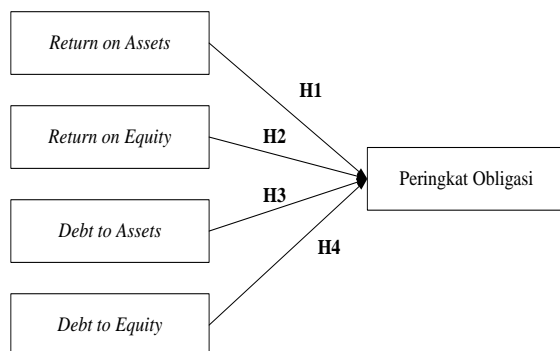 Return on Assets
H1
Return on Equity
H2
Peringkat Obligasi
H3
Debt to Assets
H4
Debt to Equity